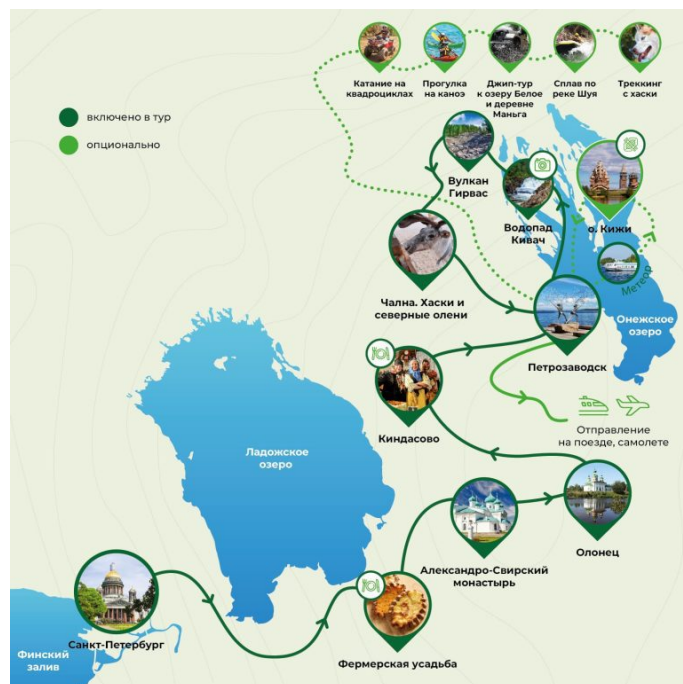 Катание на
квадроциклах
Прогулка
на каноэ
Джип-тур
к озеру Белое
и деревне
Маньга
Сплав по
реке Шуя
Треккинг
с хаски
включено в тур
опционально
Вулкан
Гирвас
Водопад
Кивач
о. Кижи
Метеор
Чална. Хаски и
северные олени
Онежское
озеро
Петрозаводск
Киндасово
Отправление
на поезде, самолете
Ладожское
озеро
Олонец
Александро-Свирский
монастырь
Санкт-Петербург
Финский
залив
Фермерская усадьба